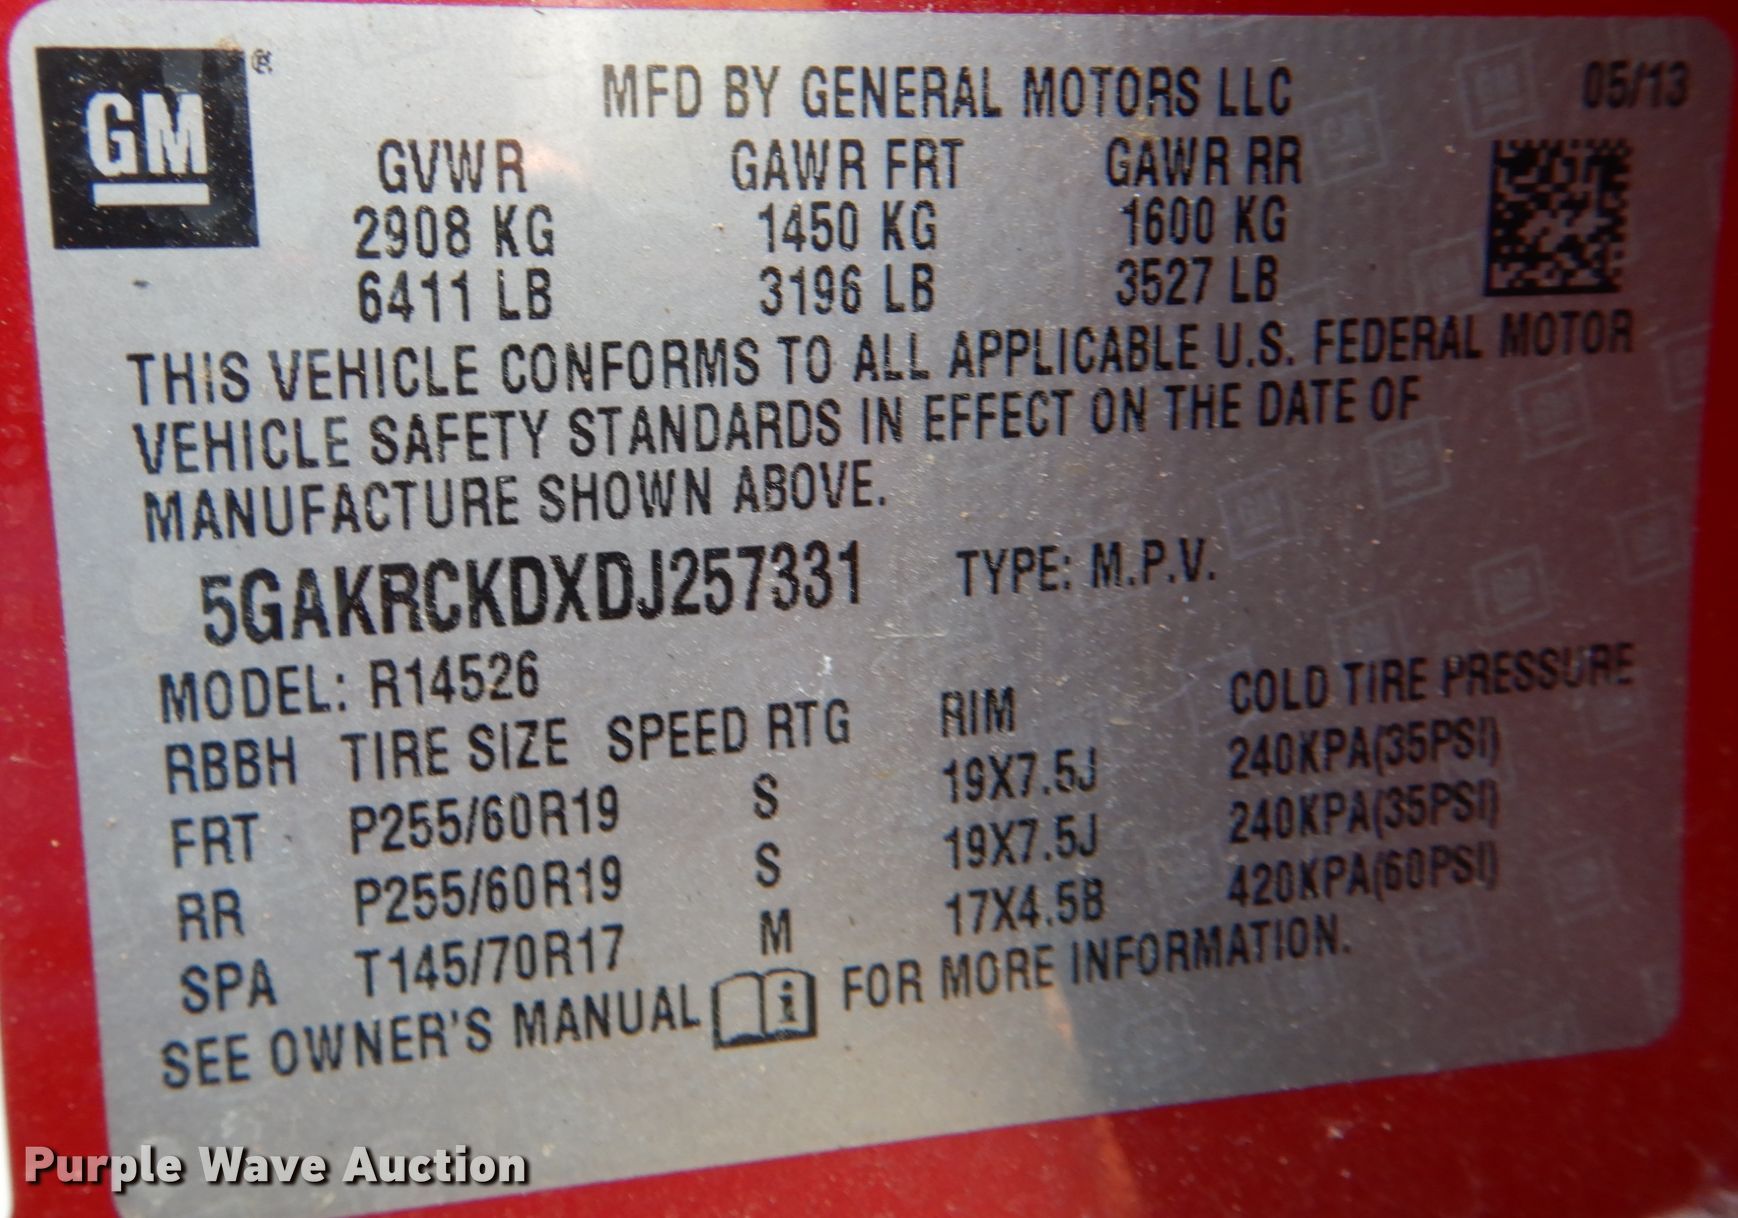 GM®
MFD BY GENERAL MOTORS LLC 05/13
GVWR GAWR FRT GAWR RR
2908 KG 1450 KG 1600 KG
6411 LB 3196 LB 3527 LB
THIS VEHICLE CONFORMS TO ALL APPLICABLE U.S. FEDERAL MOTOR
VEHICLE SAFETY STANDARDS IN EFFECT ON THE DATE OF
MANUFACTURE SHOWN ABOVE.
5GAKRCKDXDJ257331 TYPE: M.P.V.
MODEL: R14526
RBBH TIRE SIZE SPEED RTG RIM COLD TIRE PRESSURE
FRT P255/60R19 S 19X7.5J 240KPA(35PSI)
RR P255/60R19 S 19X7.5J 240KPA(35PSI)
SPA T145/70R17 M 17X4.5B 420KPA(60PSI)
SEE OWNER'S MANUAL i FOR MORE INFORMATION.
Purple Wave Auction